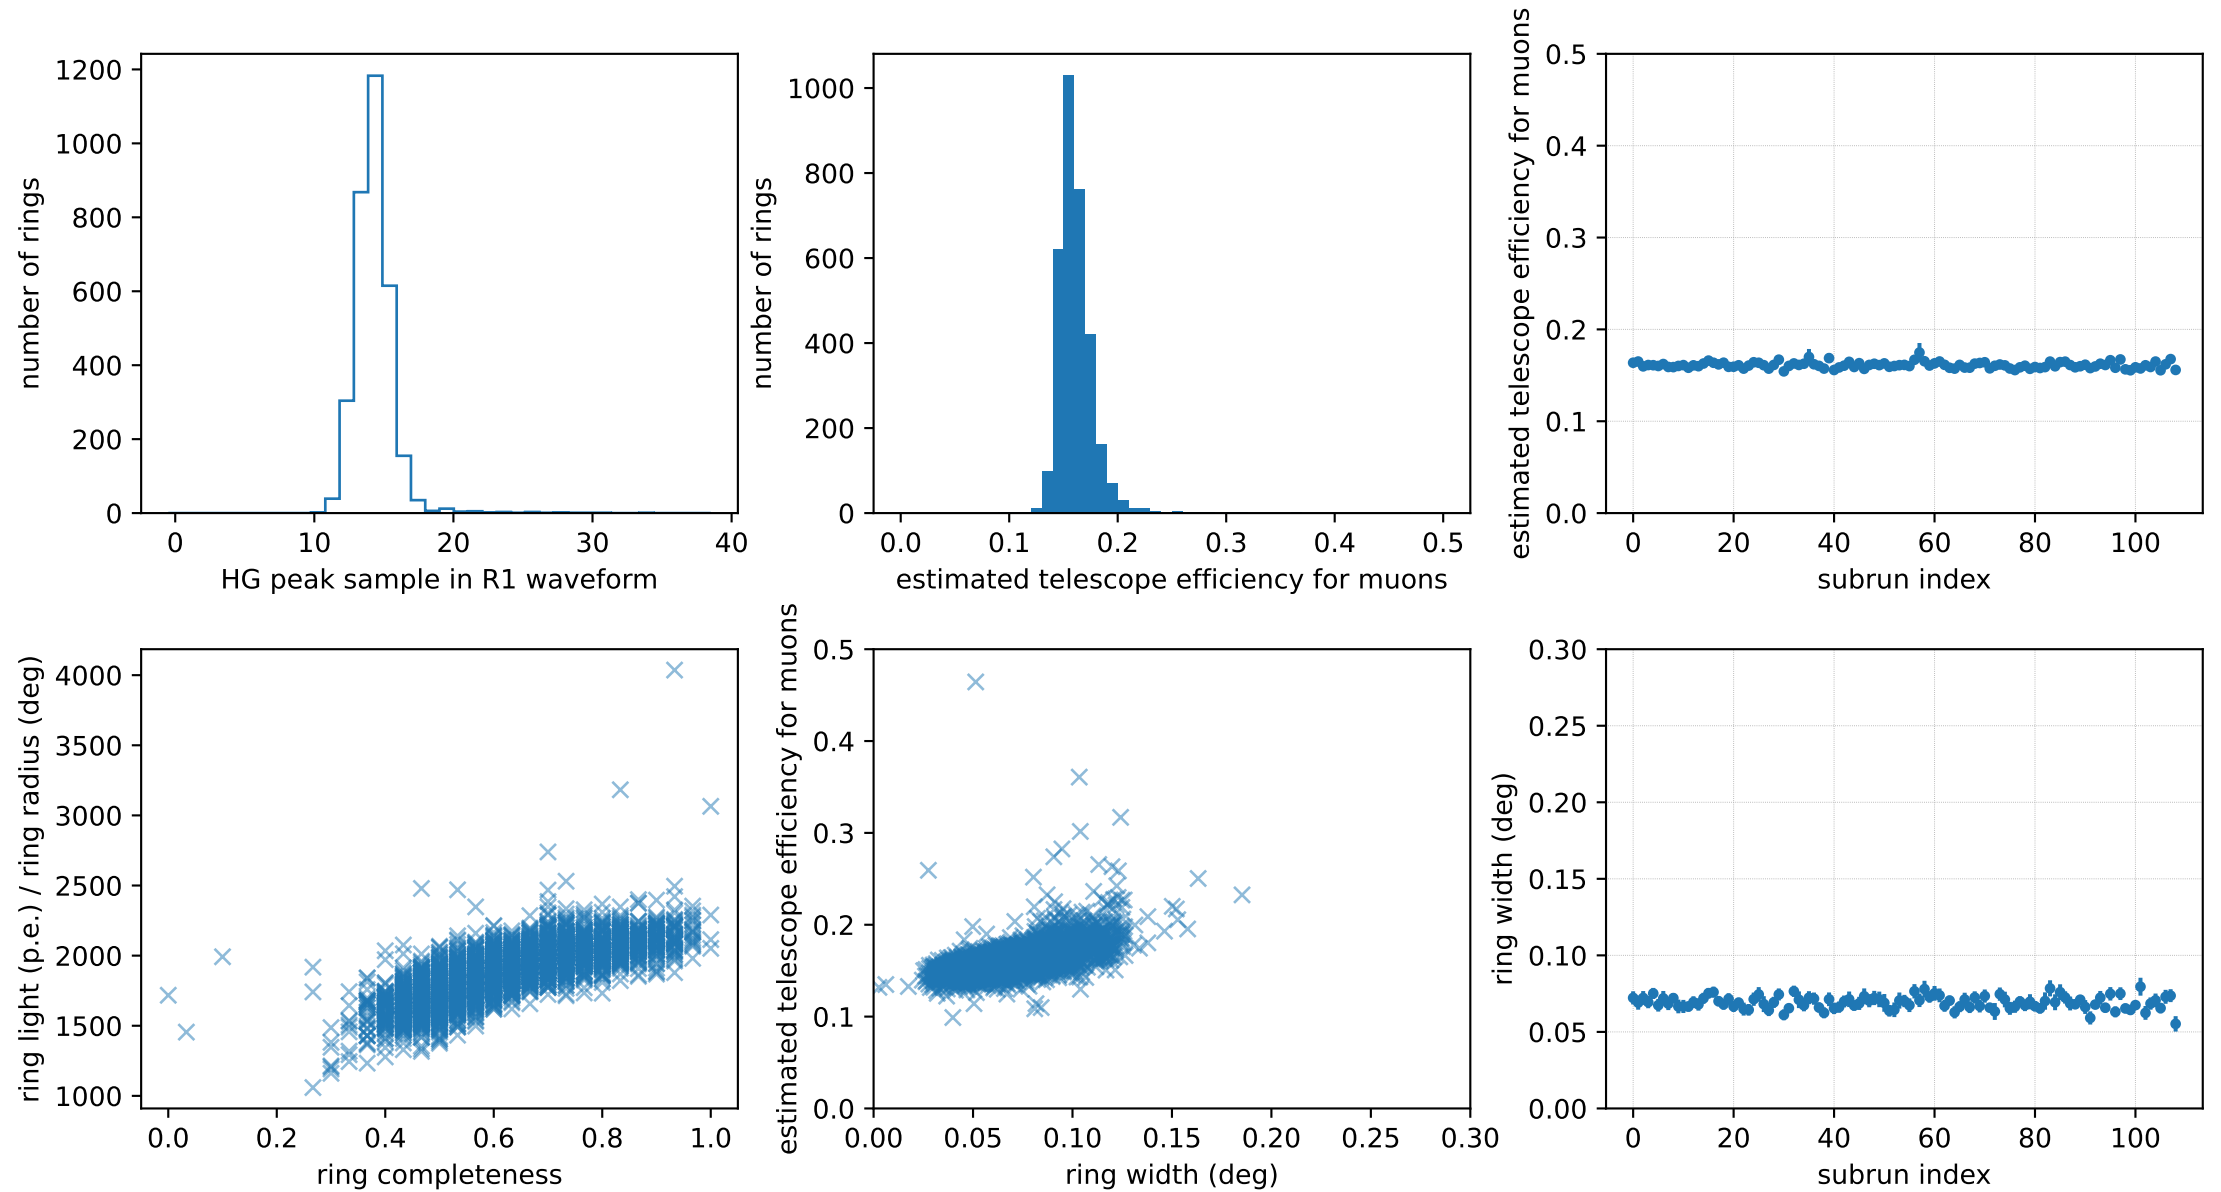 1200
1000
800
600
400
200
0
number of rings
0 10 20 30 40
HG peak sample in R1 waveform
1000
800
600
400
200
0
number of rings
0.0 0.1 0.2 0.3 0.4 0.5
estimated telescope efficiency for muons
0.5
0.4
0.3
0.2
0.1
0.0
estimated telescope efficiency for muons
0 20 40 60 80 100
subrun index
4000
3500
3000
2500
2000
1500
1000
ring light (p.e.) / ring radius (deg)
0.0 0.2 0.4 0.6 0.8 1.0
ring completeness
0.5
0.4
0.3
0.2
0.1
0.0
estimated telescope efficiency for muons
0.00 0.05 0.10 0.15 0.20 0.25 0.30
ring width (deg)
0.30
0.25
0.20
0.15
0.10
0.05
0.00
ring width (deg)
0 20 40 60 80 100
subrun index